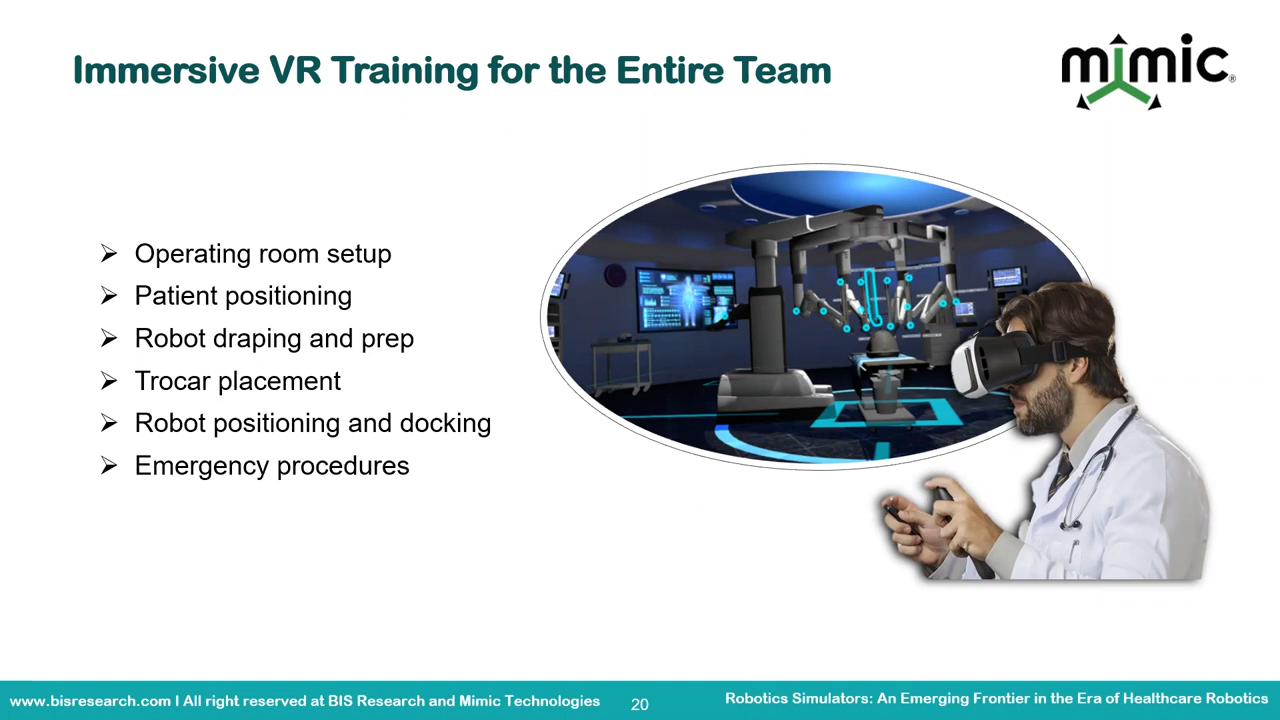 Immersive VR Training for the Entire Team
mimic®
Operating room setup
Patient positioning
Robot draping and prep
Trocar placement
Robot positioning and docking
Emergency procedures
www.bisresearch.com I All right reserved at BIS Research and Mimic Technologies
20
Robotics Simulators: An Emerging Frontier in the Era of Healthcare Robotics